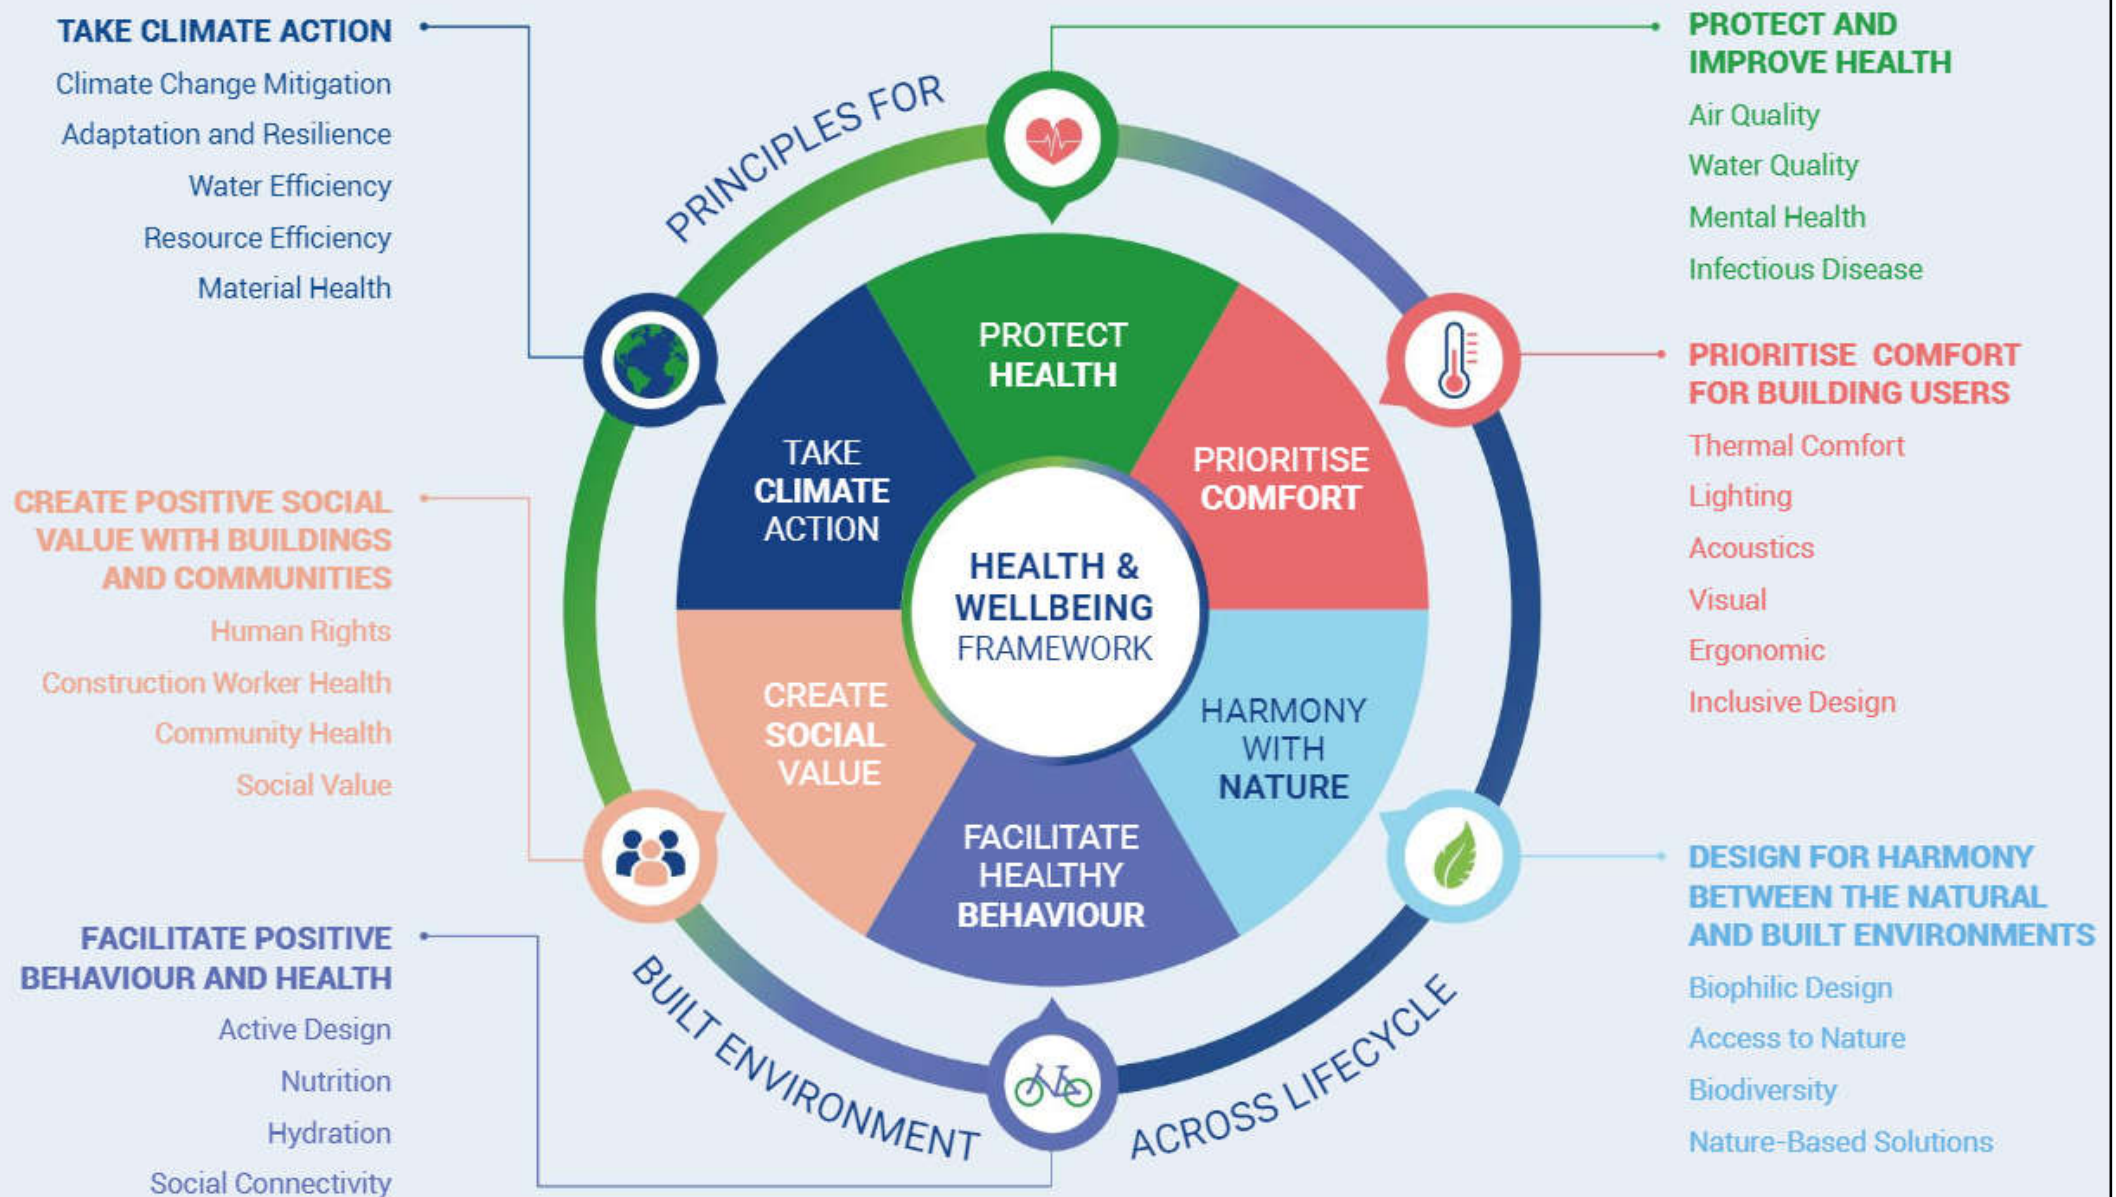 TAKE CLIMATE ACTION
Climate Change Mitigation
Adaptation and Resilience
Water Efficiency
Resource Efficiency
Material Health
CREATE POSITIVE SOCIAL
VALUE WITH BUILDINGS
AND COMMUNITIES
Human Rights
Construction Worker Health
Community Health
Social Value
FACILITATE POSITIVE
BEHAVIOUR AND HEALTH
Active Design
Nutrition
Hydration
Social Connectivity
PRINCIPLES FOR
BUILT ENVIRONMENT
ACROSS LIFECYCLE
PROTECT
HEALTH
PRIORITISE
COMFORT
HARMONY
WITH
NATURE
FACILITATE
HEALTHY
BEHAVIOUR
CREATE
SOCIAL
VALUE
TAKE
CLIMATE
ACTION
HEALTH &
WELLBEING
FRAMEWORK
PROTECT AND
IMPROVE HEALTH
Air Quality
Water Quality
Mental Health
Infectious Disease
PRIORITISE COMFORT
FOR BUILDING USERS
Thermal Comfort
Lighting
Acoustics
Visual
Ergonomic
Inclusive Design
DESIGN FOR HARMONY
BETWEEN THE NATURAL
AND BUILT ENVIRONMENTS
Biophilic Design
Access to Nature
Biodiversity
Nature-Based Solutions